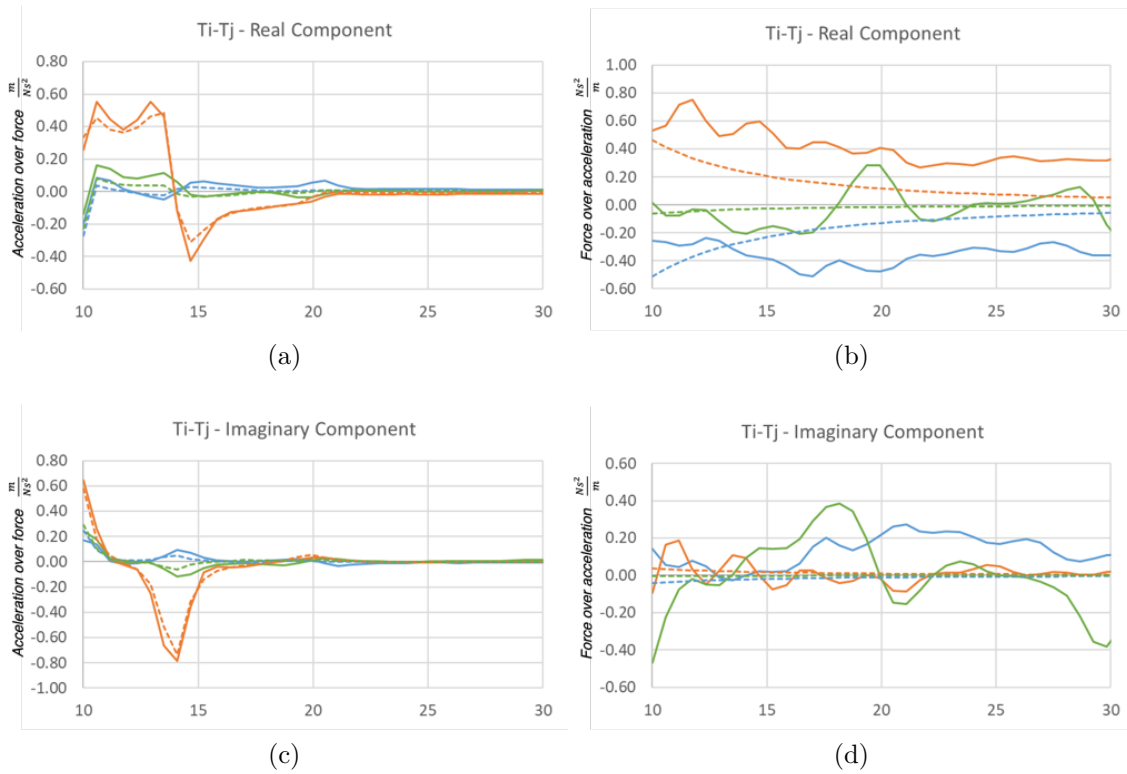 Ti-Tj - Real Component
Acceleration over force m/Ns²
0.80
0.60
0.40
0.20
0.00
-0.20
-0.40
-0.60
10 15 20 25 30
(a)
Ti-Tj - Real Component
Force over acceleration Ns²/m
1.00
0.80
0.60
0.40
0.20
0.00
-0.20
-0.40
-0.60
10 15 20 25 30
(b)
Ti-Tj - Imaginary Component
Acceleration over force m/Ns²
0.80
0.60
0.40
0.20
0.00
-0.20
-0.40
-0.60
-0.80
-1.00
10 15 20 25 30
(c)
Ti-Tj - Imaginary Component
Force over acceleration Ns²/m
0.60
0.40
0.20
0.00
-0.20
-0.40
-0.60
10 15 20 25 30
(d)